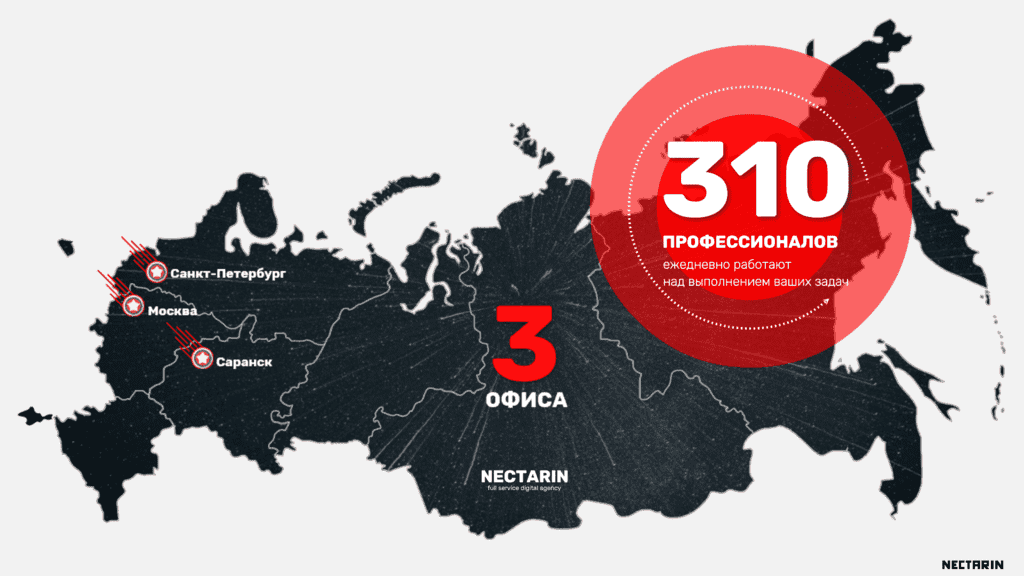 310
ПРОФЕССИОНАЛОВ
ежедневно работают
над выполнением ваших задач
Санкт-Петербург
Москва
Саранск
3
ОФИСА
NECTARIN
full service digital agency
NECTARIN